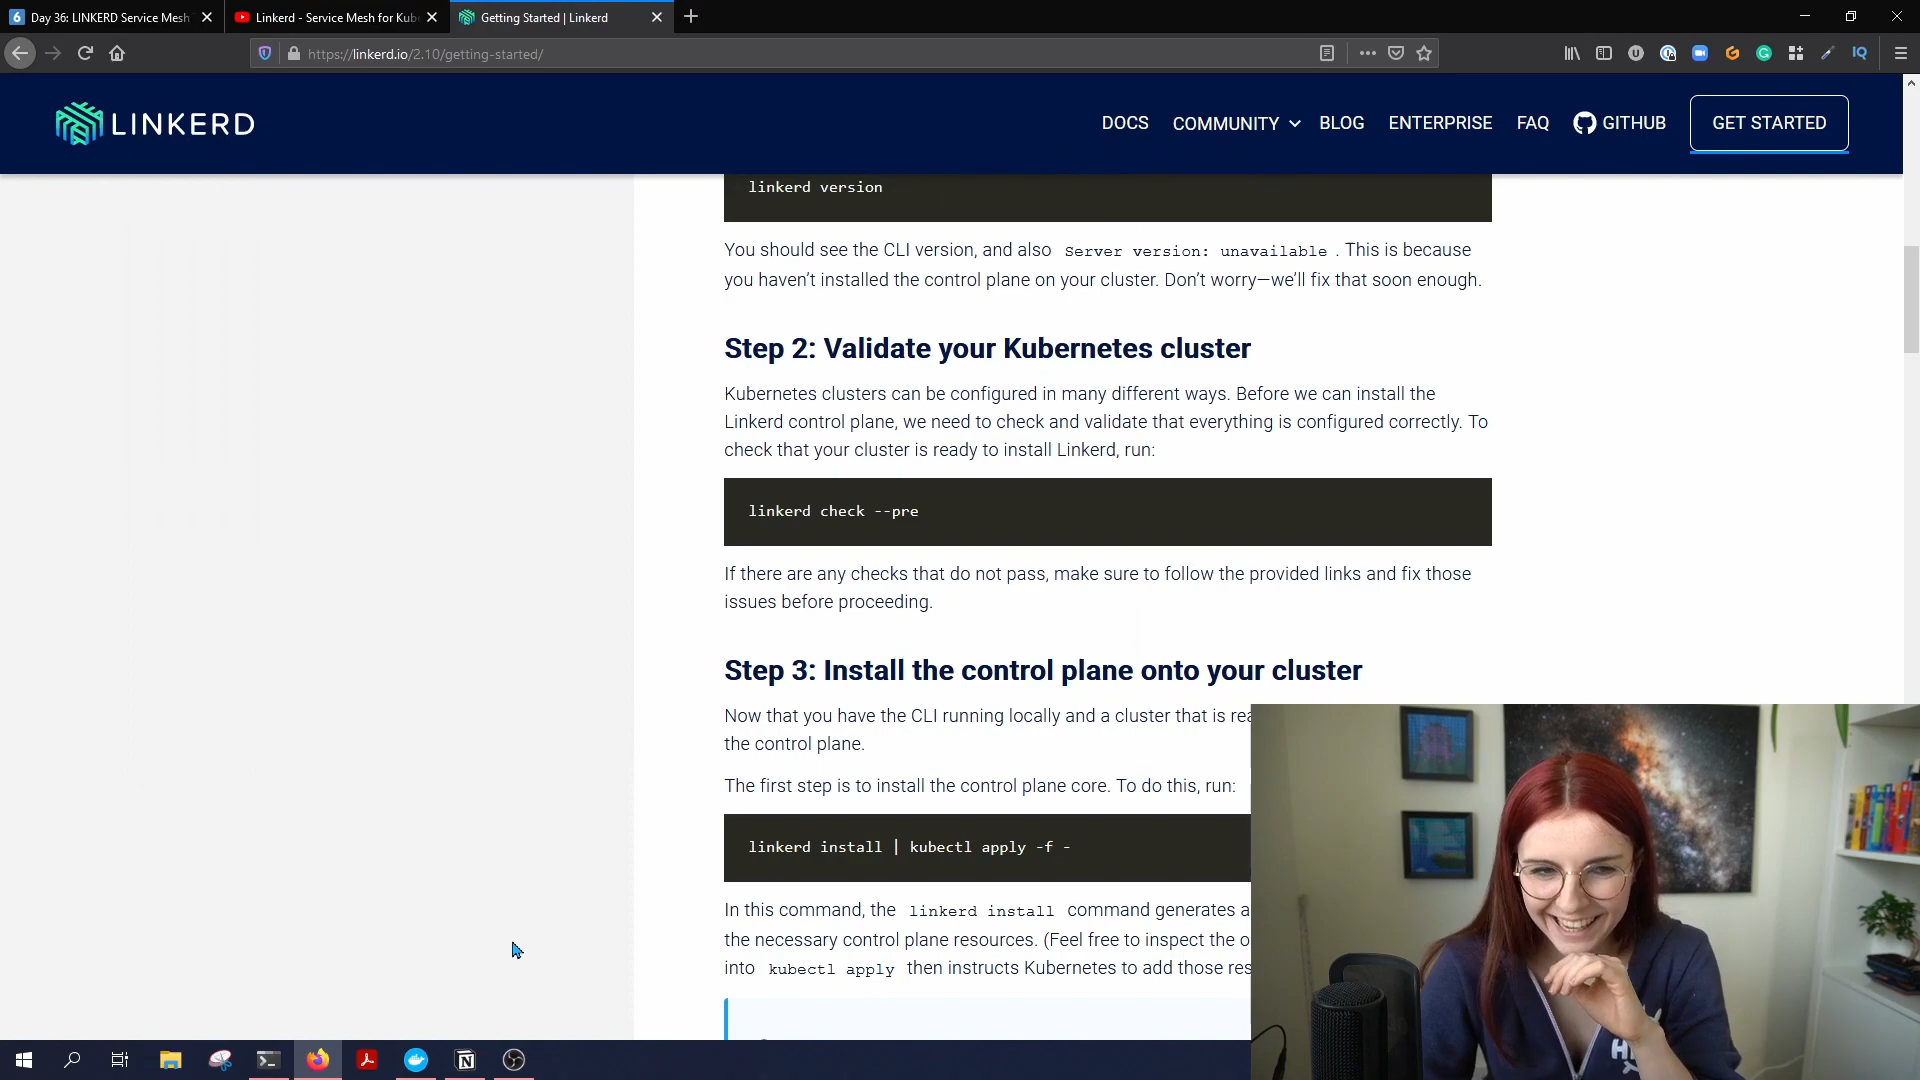 Day 36: LINKERD Service Mesh
Linkerd - Service Mesh for Kub
Getting Started | Linkerd
https://linkerd.io/2.10/getting-started/
LINKERD
DOCS
COMMUNITY
BLOG
ENTERPRISE
FAQ
GITHUB
GET STARTED
linkerd version
You should see the CLI version, and also Server version: unavailable . This is because
you haven’t installed the control plane on your cluster. Don’t worry—we’ll fix that soon enough.
Step 2: Validate your Kubernetes cluster
Kubernetes clusters can be configured in many different ways. Before we can install the
Linkerd control plane, we need to check and validate that everything is configured correctly. To
check that your cluster is ready to install Linkerd, run:
linkerd check --pre
If there are any checks that do not pass, make sure to follow the provided links and fix those
issues before proceeding.
Step 3: Install the control plane onto your cluster
Now that you have the CLI running locally and a cluster that is rea
the control plane.
The first step is to install the control plane core. To do this, run:
linkerd install | kubectl apply -f -
In this command, the linkerd install command generates a
the necessary control plane resources. (Feel free to inspect the o
into kubectl apply then instructs Kubernetes to add those res